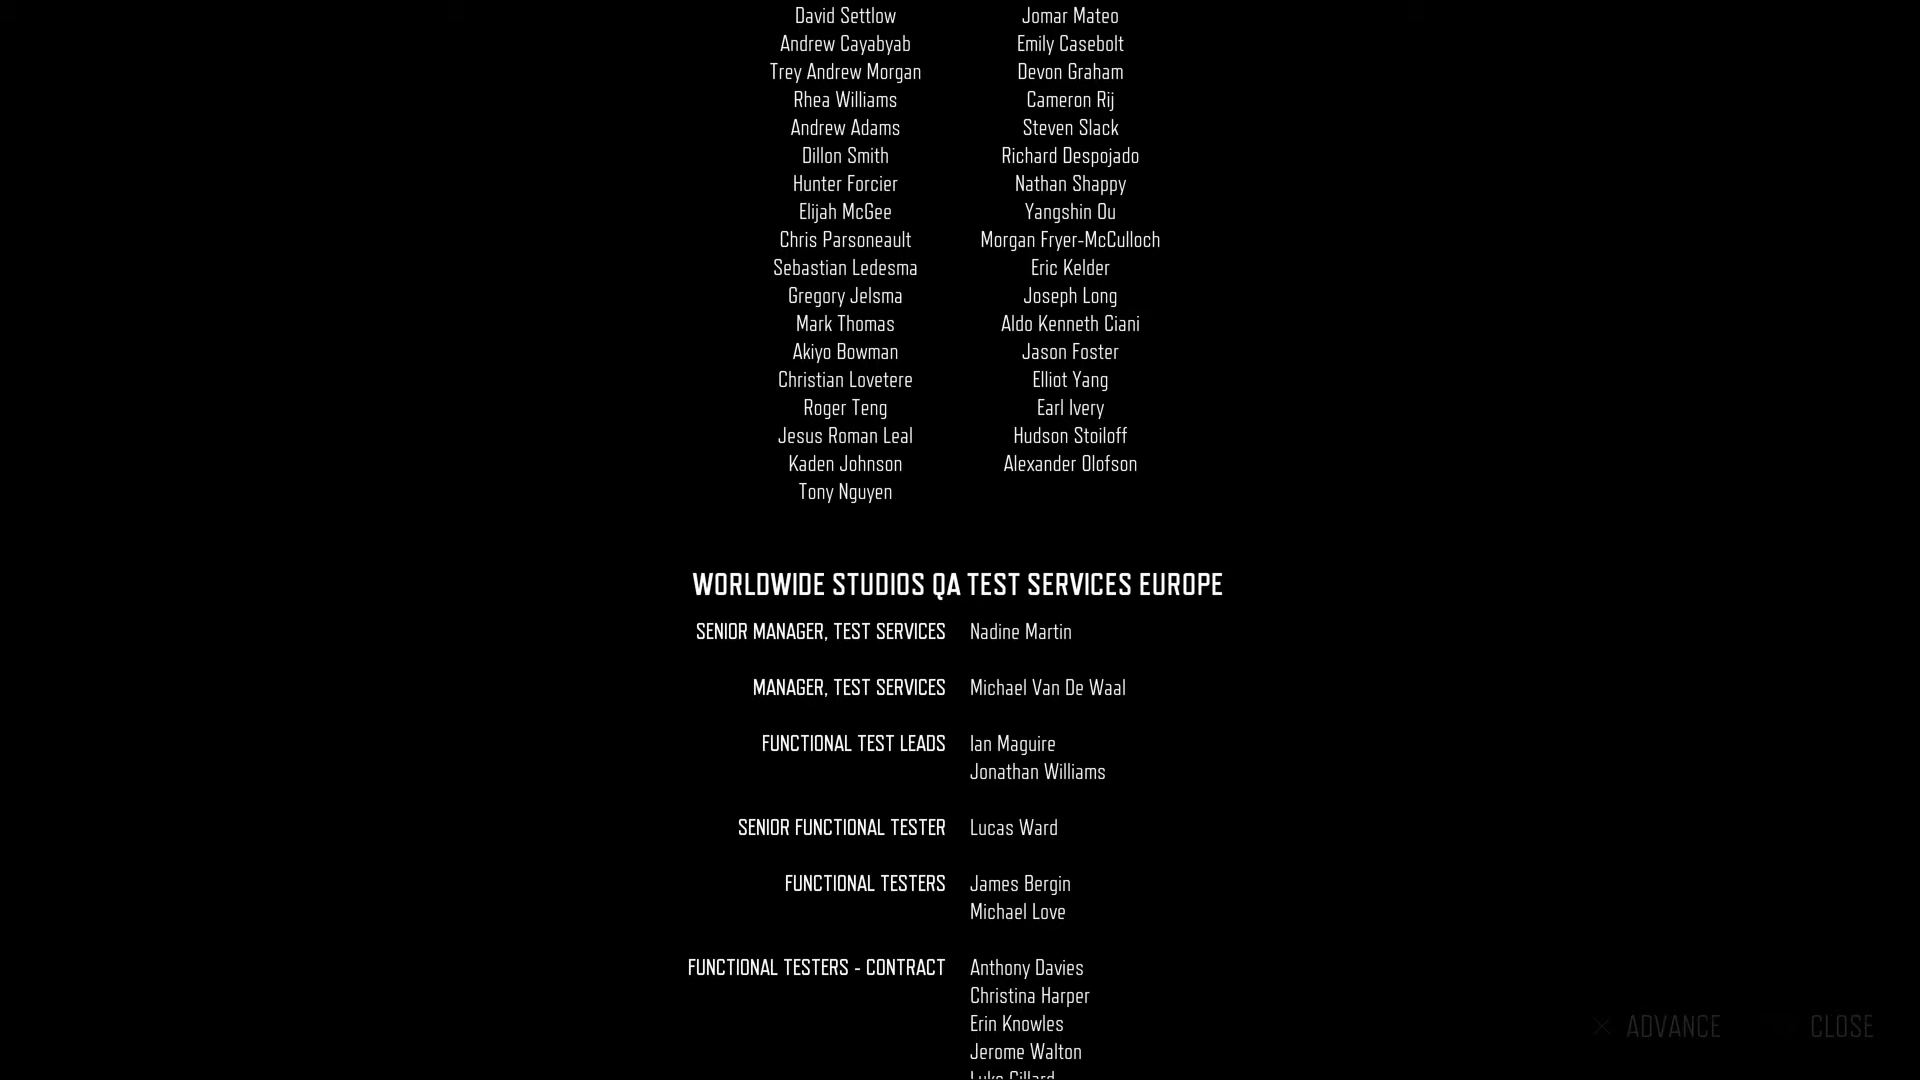 David Settlow Jomar Mateo
Andrew Cayabyab Emily Casebolt
Trey Andrew Morgan Devon Graham
Rhea Williams Cameron Rij
Andrew Adams Steven Slack
Dillon Smith Richard Despojado
Hunter Forcier Nathan Shappy
Elijah McGee Yangshin Ou
Chris Parsoneault Morgan Fryer-McCulloch
Sebastian Ledesma Eric Kelder
Gregory Jelsma Joseph Long
Mark Thomas Aldo Kenneth Ciani
Akiyo Bowman Jason Foster
Christian Lovetere Elliot Yang
Roger Teng Earl Ivery
Jesus Roman Leal Hudson Stoiloff
Kaden Johnson Alexander Olofson
Tony Nguyen
WORLDWIDE STUDIOS QA TEST SERVICES EUROPE
SENIOR MANAGER, TEST SERVICES Nadine Martin
MANAGER, TEST SERVICES Michael Van De Waal
FUNCTIONAL TEST LEADS Ian Maguire
Jonathan Williams
SENIOR FUNCTIONAL TESTER Lucas Ward
FUNCTIONAL TESTERS James Bergin
Michael Love
FUNCTIONAL TESTERS - CONTRACT Anthony Davies
Christina Harper
Erin Knowles
Jerome Walton
ADVANCE CLOSE